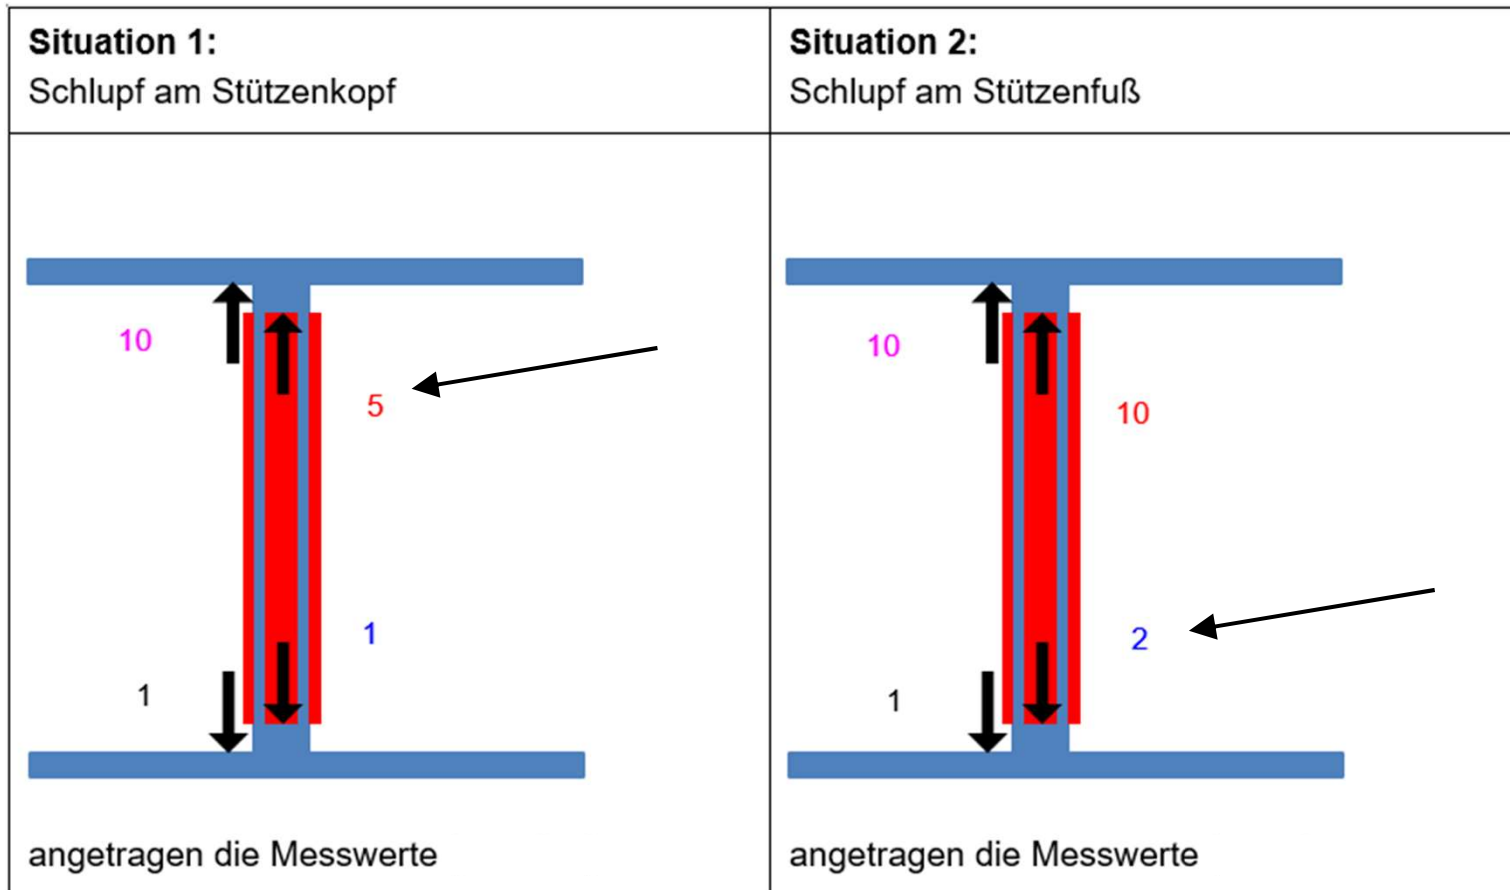 Situation 1:
Schlupf am Stützenkopf
10
5
1
1
angetragen die Messwerte
Situation 2:
Schlupf am Stützenfuß
10
10
2
1
angetragen die Messwerte